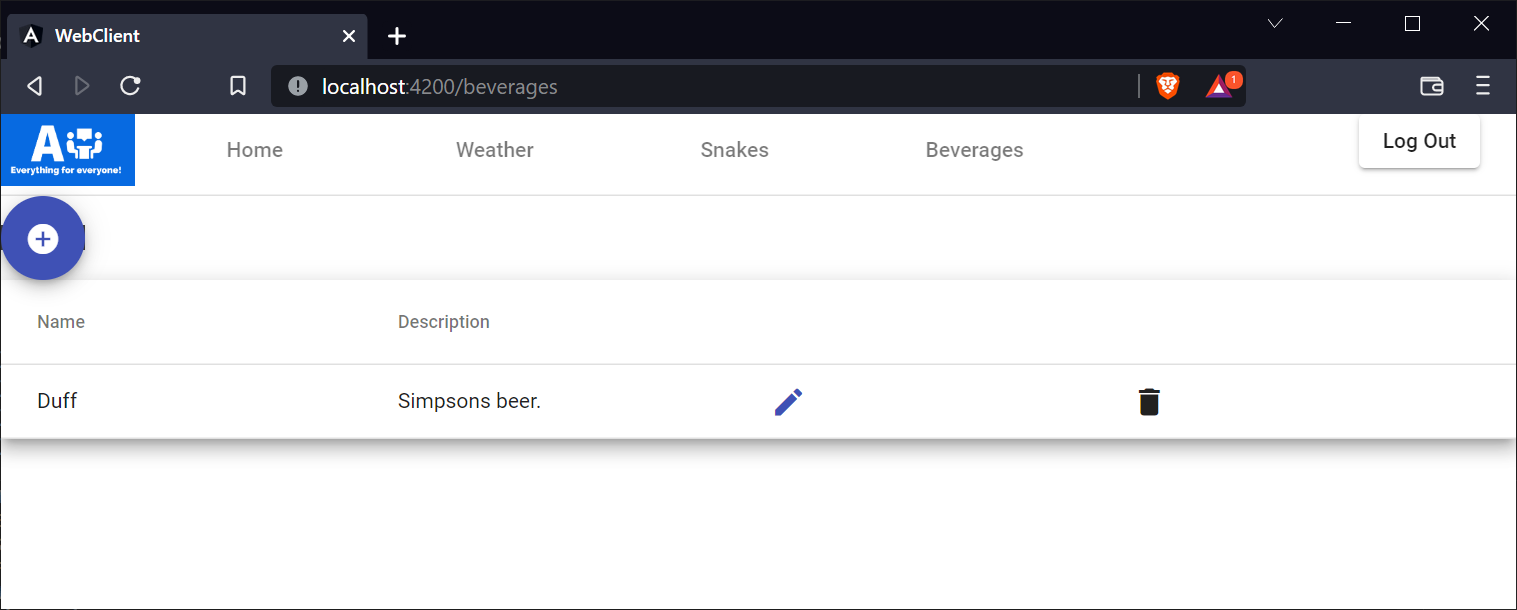 WebClient
localhost:4200/beverages
1
A
Everything for everyone!
Home Weather Snakes Beverages Log Out
Name Description
Duff Simpsons beer.